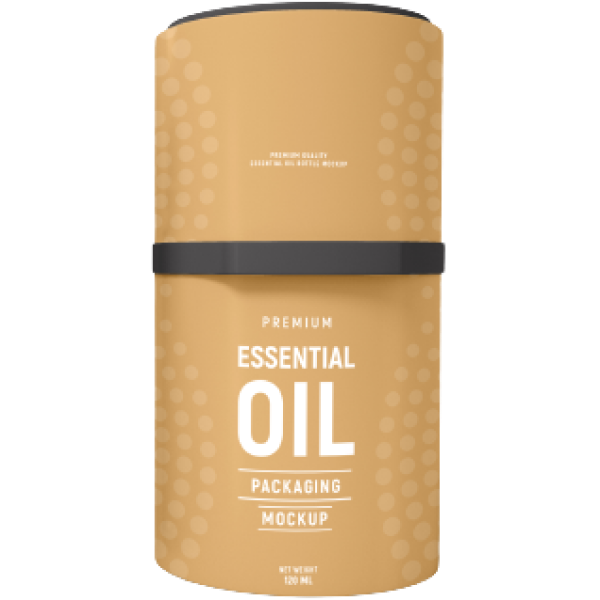 PREMIUM QUALITY
ESSENTIAL OIL BOTTLE MOCKUP
PREMIUM
ESSENTIAL
OIL
PACKAGING
MOCKUP
NET WEIGHT
120 ML